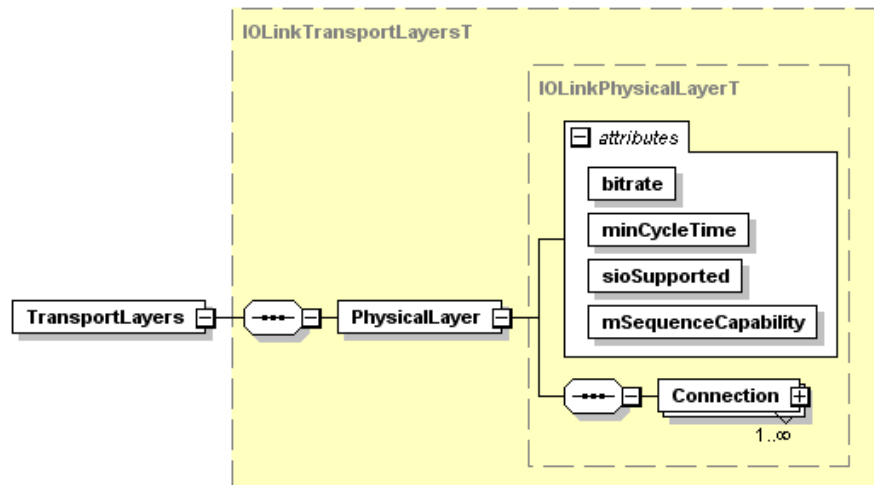 IOLinkTransportLayersT
IOLinkPhysicalLayerT
attributes
bitrate
minCycleTime
sioSupported
mSequenceCapability
TransportLayers
PhysicalLayer
Connection
1..∞